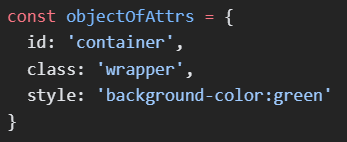 const objectOfAttrs = {
  id: 'container',
  class: 'wrapper',
  style: 'background-color:green'
}